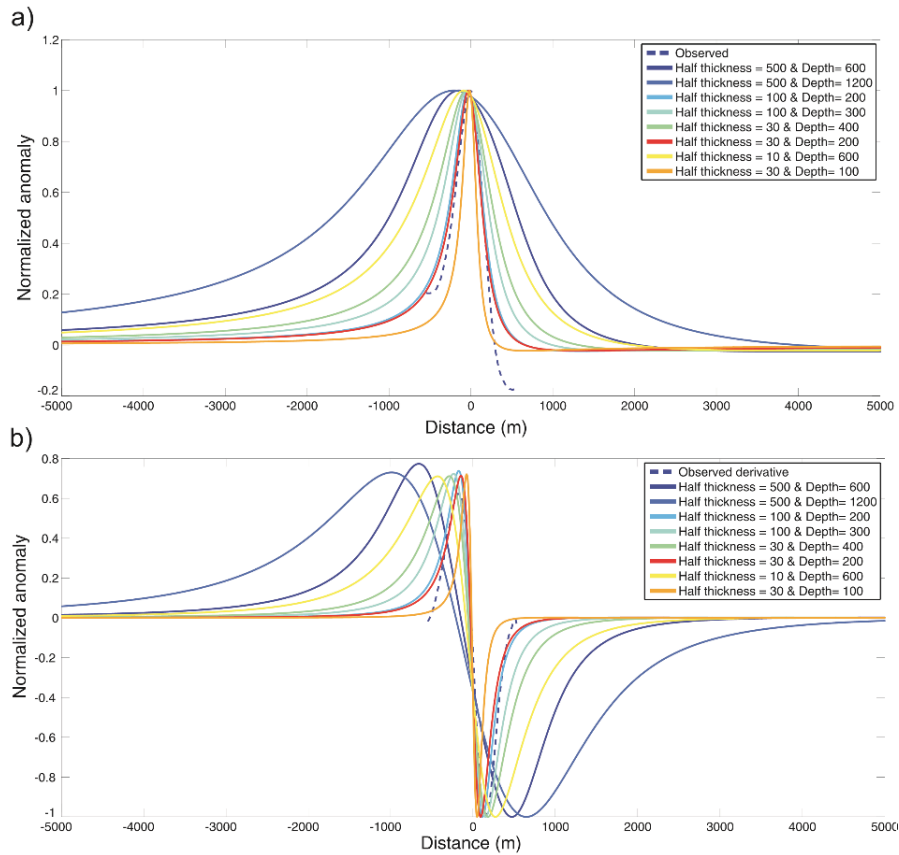 a)
1.2
1
0.8
0.6
0.4
0.2
0
-0.2
Normalized anomaly
Observed
Half thickness = 500 & Depth= 600
Half thickness = 500 & Depth= 1200
Half thickness = 100 & Depth= 200
Half thickness = 100 & Depth= 300
Half thickness = 30 & Depth= 400
Half thickness = 30 & Depth= 200
Half thickness = 10 & Depth= 600
Half thickness = 30 & Depth= 100
-5000 -4000 -3000 -2000 -1000 0 1000 2000 3000 4000 5000
Distance (m)
b)
0.8
0.6
0.4
0.2
0
-0.2
-0.4
-0.6
-0.8
-1
Normalized anomaly
Observed derivative
Half thickness = 500 & Depth= 600
Half thickness = 500 & Depth= 1200
Half thickness = 100 & Depth= 200
Half thickness = 100 & Depth= 300
Half thickness = 30 & Depth= 400
Half thickness = 30 & Depth= 200
Half thickness = 10 & Depth= 600
Half thickness = 30 & Depth= 100
-5000 -4000 -3000 -2000 -1000 0 1000 2000 3000 4000 5000
Distance (m)